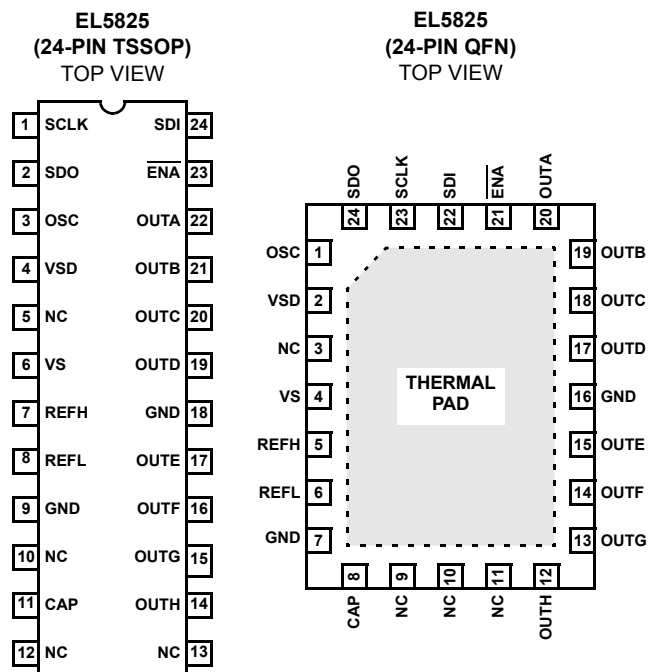 EL5825
(24-PIN TSSOP)
TOP VIEW
1 SCLK SDI 24
2 SDO ENA 23
3 OSC OUTA 22
4 VSD OUTB 21
5 NC OUTC 20
6 VS OUTD 19
7 REFH GND 18
8 REFL OUTE 17
9 GND OUTF 16
10 NC OUTG 15
11 CAP OUTH 14
12 NC NC 13
EL5825
(24-PIN QFN)
TOP VIEW
SDO SCLK SDI ENA OUTA
24 23 22 21 20
OSC 1 19 OUTB
VSD 2 18 OUTC
NC 3 17 OUTD
VS 4 16 GND
REFH 5 15 OUTE
REFL 6 14 OUTF
GND 7 13 OUTG
THERMAL
PAD
8 9 10 11 12
CAP NC NC NC OUTH